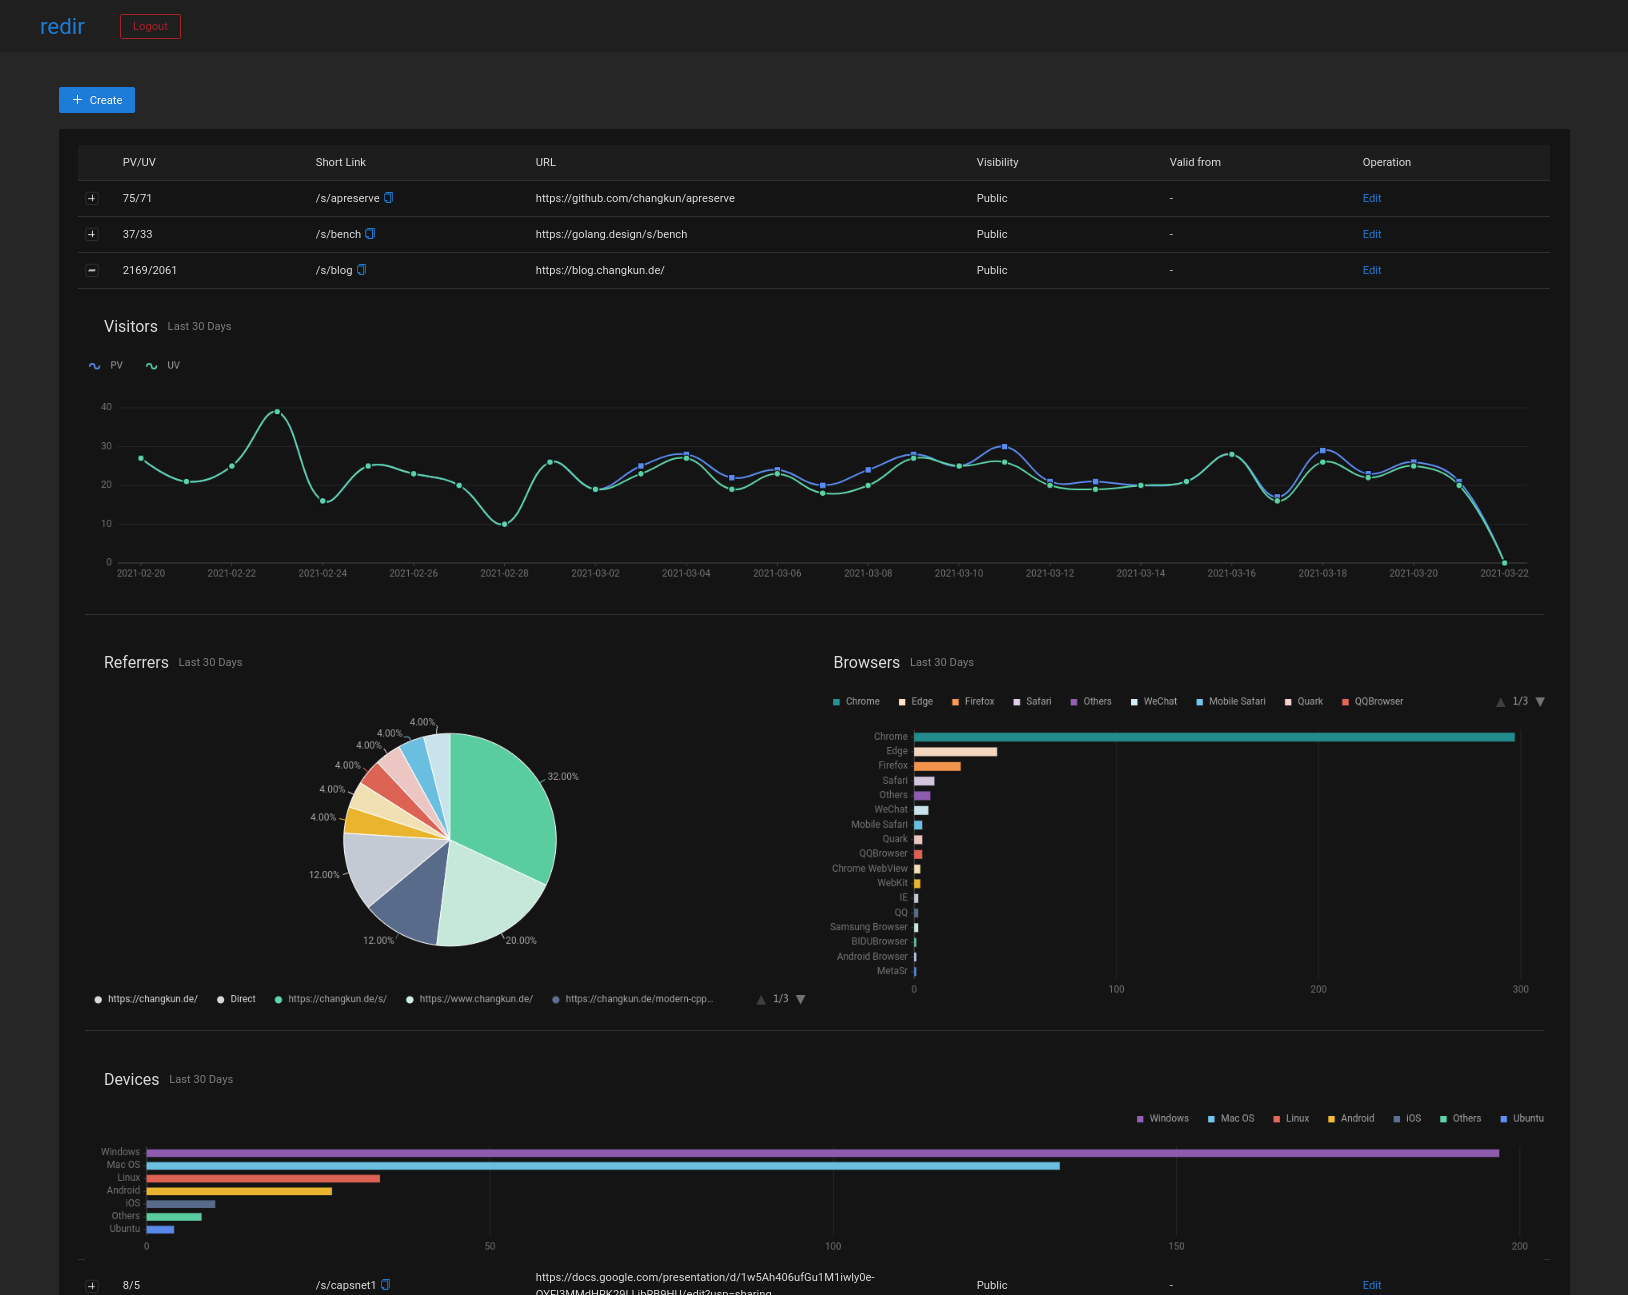 redir Logout
Create
PV/UV Short Link URL Visibility Valid from Operation
75/71 /s/apreserve https://github.com/changkun/apreserve Public - Edit
37/33 /s/bench https://golang.design/s/bench Public - Edit
2169/2061 /s/blog https://blog.changkun.de/ Public - Edit
Visitors Last 30 Days
PV UV
40
30
20
10
0
2021-02-20 2021-02-22 2021-02-24 2021-02-26 2021-02-28 2021-03-02 2021-03-04 2021-03-06 2021-03-08 2021-03-10 2021-03-12 2021-03-14 2021-03-16 2021-03-18 2021-03-20 2021-03-22
Referrers Last 30 Days
4.00%
4.00%
4.00%
4.00%
4.00%
4.00%
32.00%
12.00%
12.00%
20.00%
https://changkun.de/ Direct https://changkun.de/s/ https://www.changkun.de/ https://changkun.de/modern-cpp... 1/3
Browsers Last 30 Days
Chrome Edge Firefox Safari Others WeChat Mobile Safari Quark QQBrowser 1/3
Chrome
Edge
Firefox
Safari
Others
WeChat
Mobile Safari
Quark
QQBrowser
Chrome WebView
WebKit
IE
QQ
Samsung Browser
BIDUBrowser
Android Browser
MetaSr
0 100 200 300
Devices Last 30 Days
Windows Mac OS Linux Android iOS Others Ubuntu
Windows
Mac OS
Linux
Android
iOS
Others
Ubuntu
0 50 100 150 200
8/5 /s/capsnet1 https://docs.google.com/presentation/d/1w5Ah406ufGu1M1iwly0e- Public - Edit